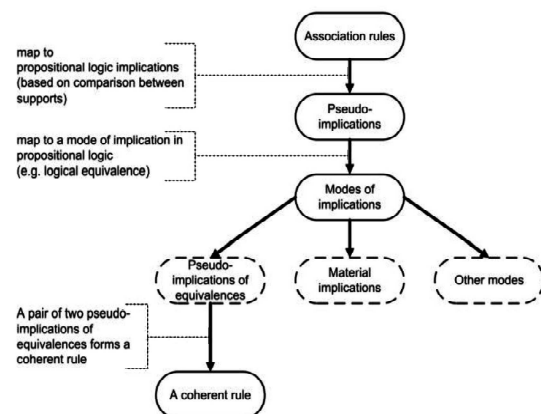 Association rules
map to
propositional logic implications
(based on comparison between
supports)
Pseudo-
implications
map to a mode of implication in
propositional logic
(e.g. logical equivalence)
Modes of
implications
Pseudo-
implications of
equivalences
Material
implications
Other modes
A pair of two pseudo-
implications of
equivalences forms a
coherent rule
A coherent rule